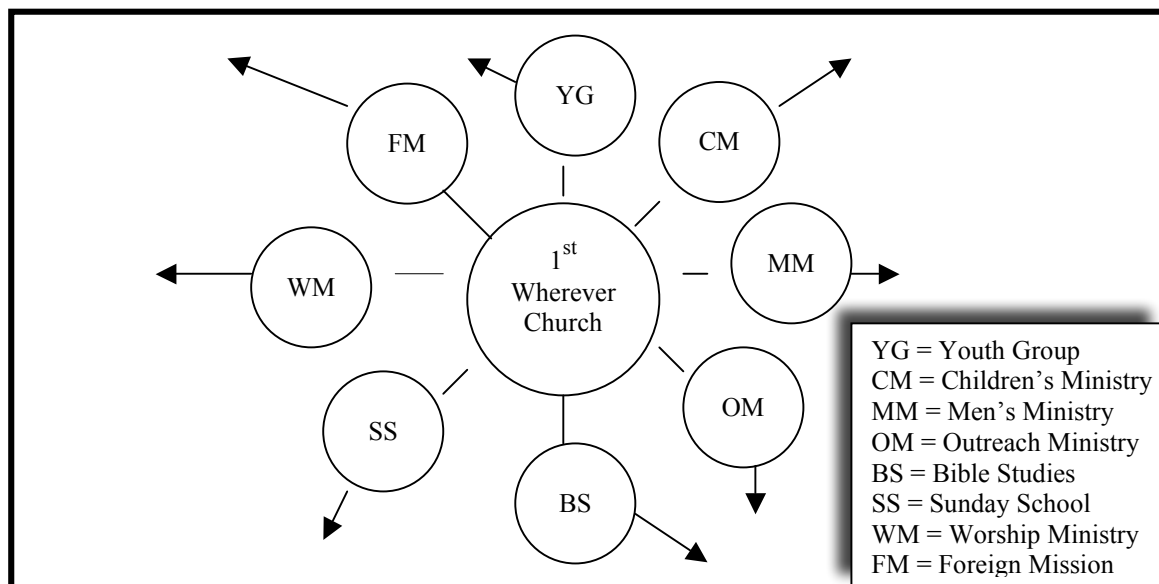 YG
FM
CM
1st
Wherever
Church
MM
WM
OM
SS
BS
YG = Youth Group
CM = Children’s Ministry
MM = Men’s Ministry
OM = Outreach Ministry
BS = Bible Studies
SS = Sunday School
WM = Worship Ministry
FM = Foreign Mission